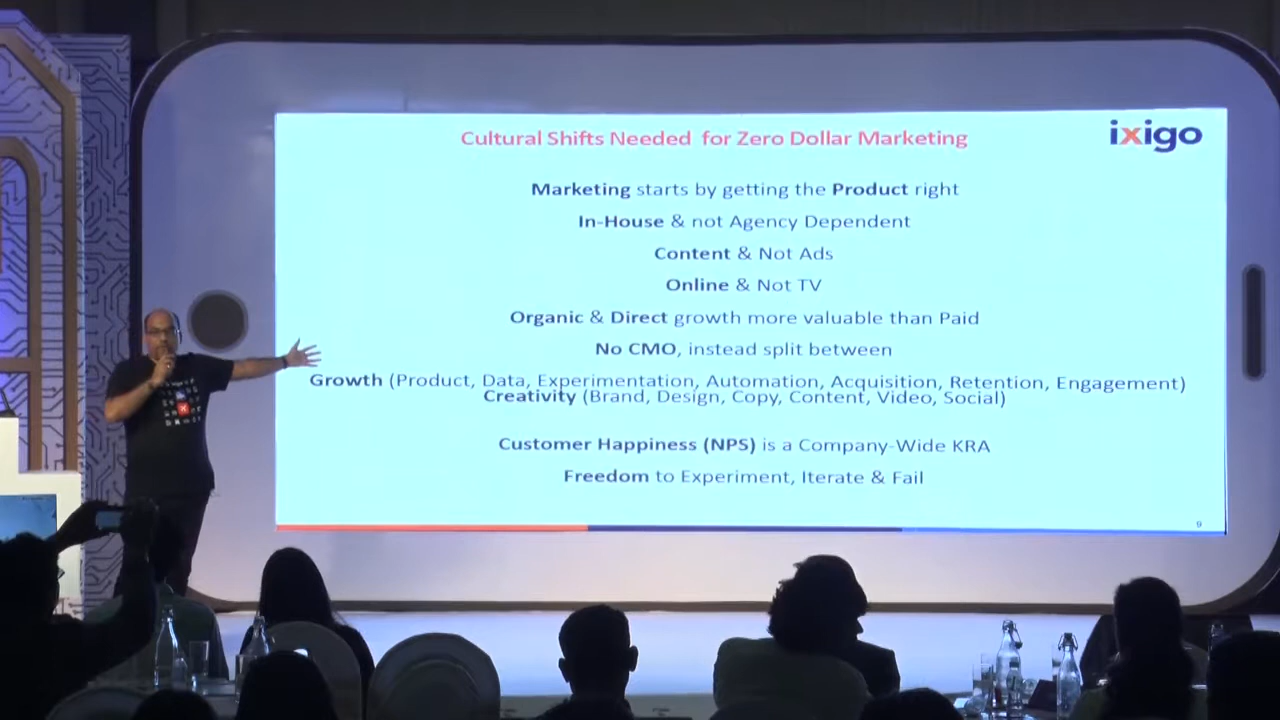 Cultural Shifts Needed for Zero Dollar Marketing
ixigo
Marketing starts by getting the Product right
In-House & not Agency Dependent
Content & Not Ads
Online & Not TV
Organic & Direct growth more valuable than Paid
No CMO, instead split between
Growth (Product, Data, Experimentation, Automation, Acquisition, Retention, Engagement)
Creativity (Brand, Design, Copy, Content, Video, Social)
Customer Happiness (NPS) is a Company-Wide KRA
Freedom to Experiment, Iterate & Fail
9